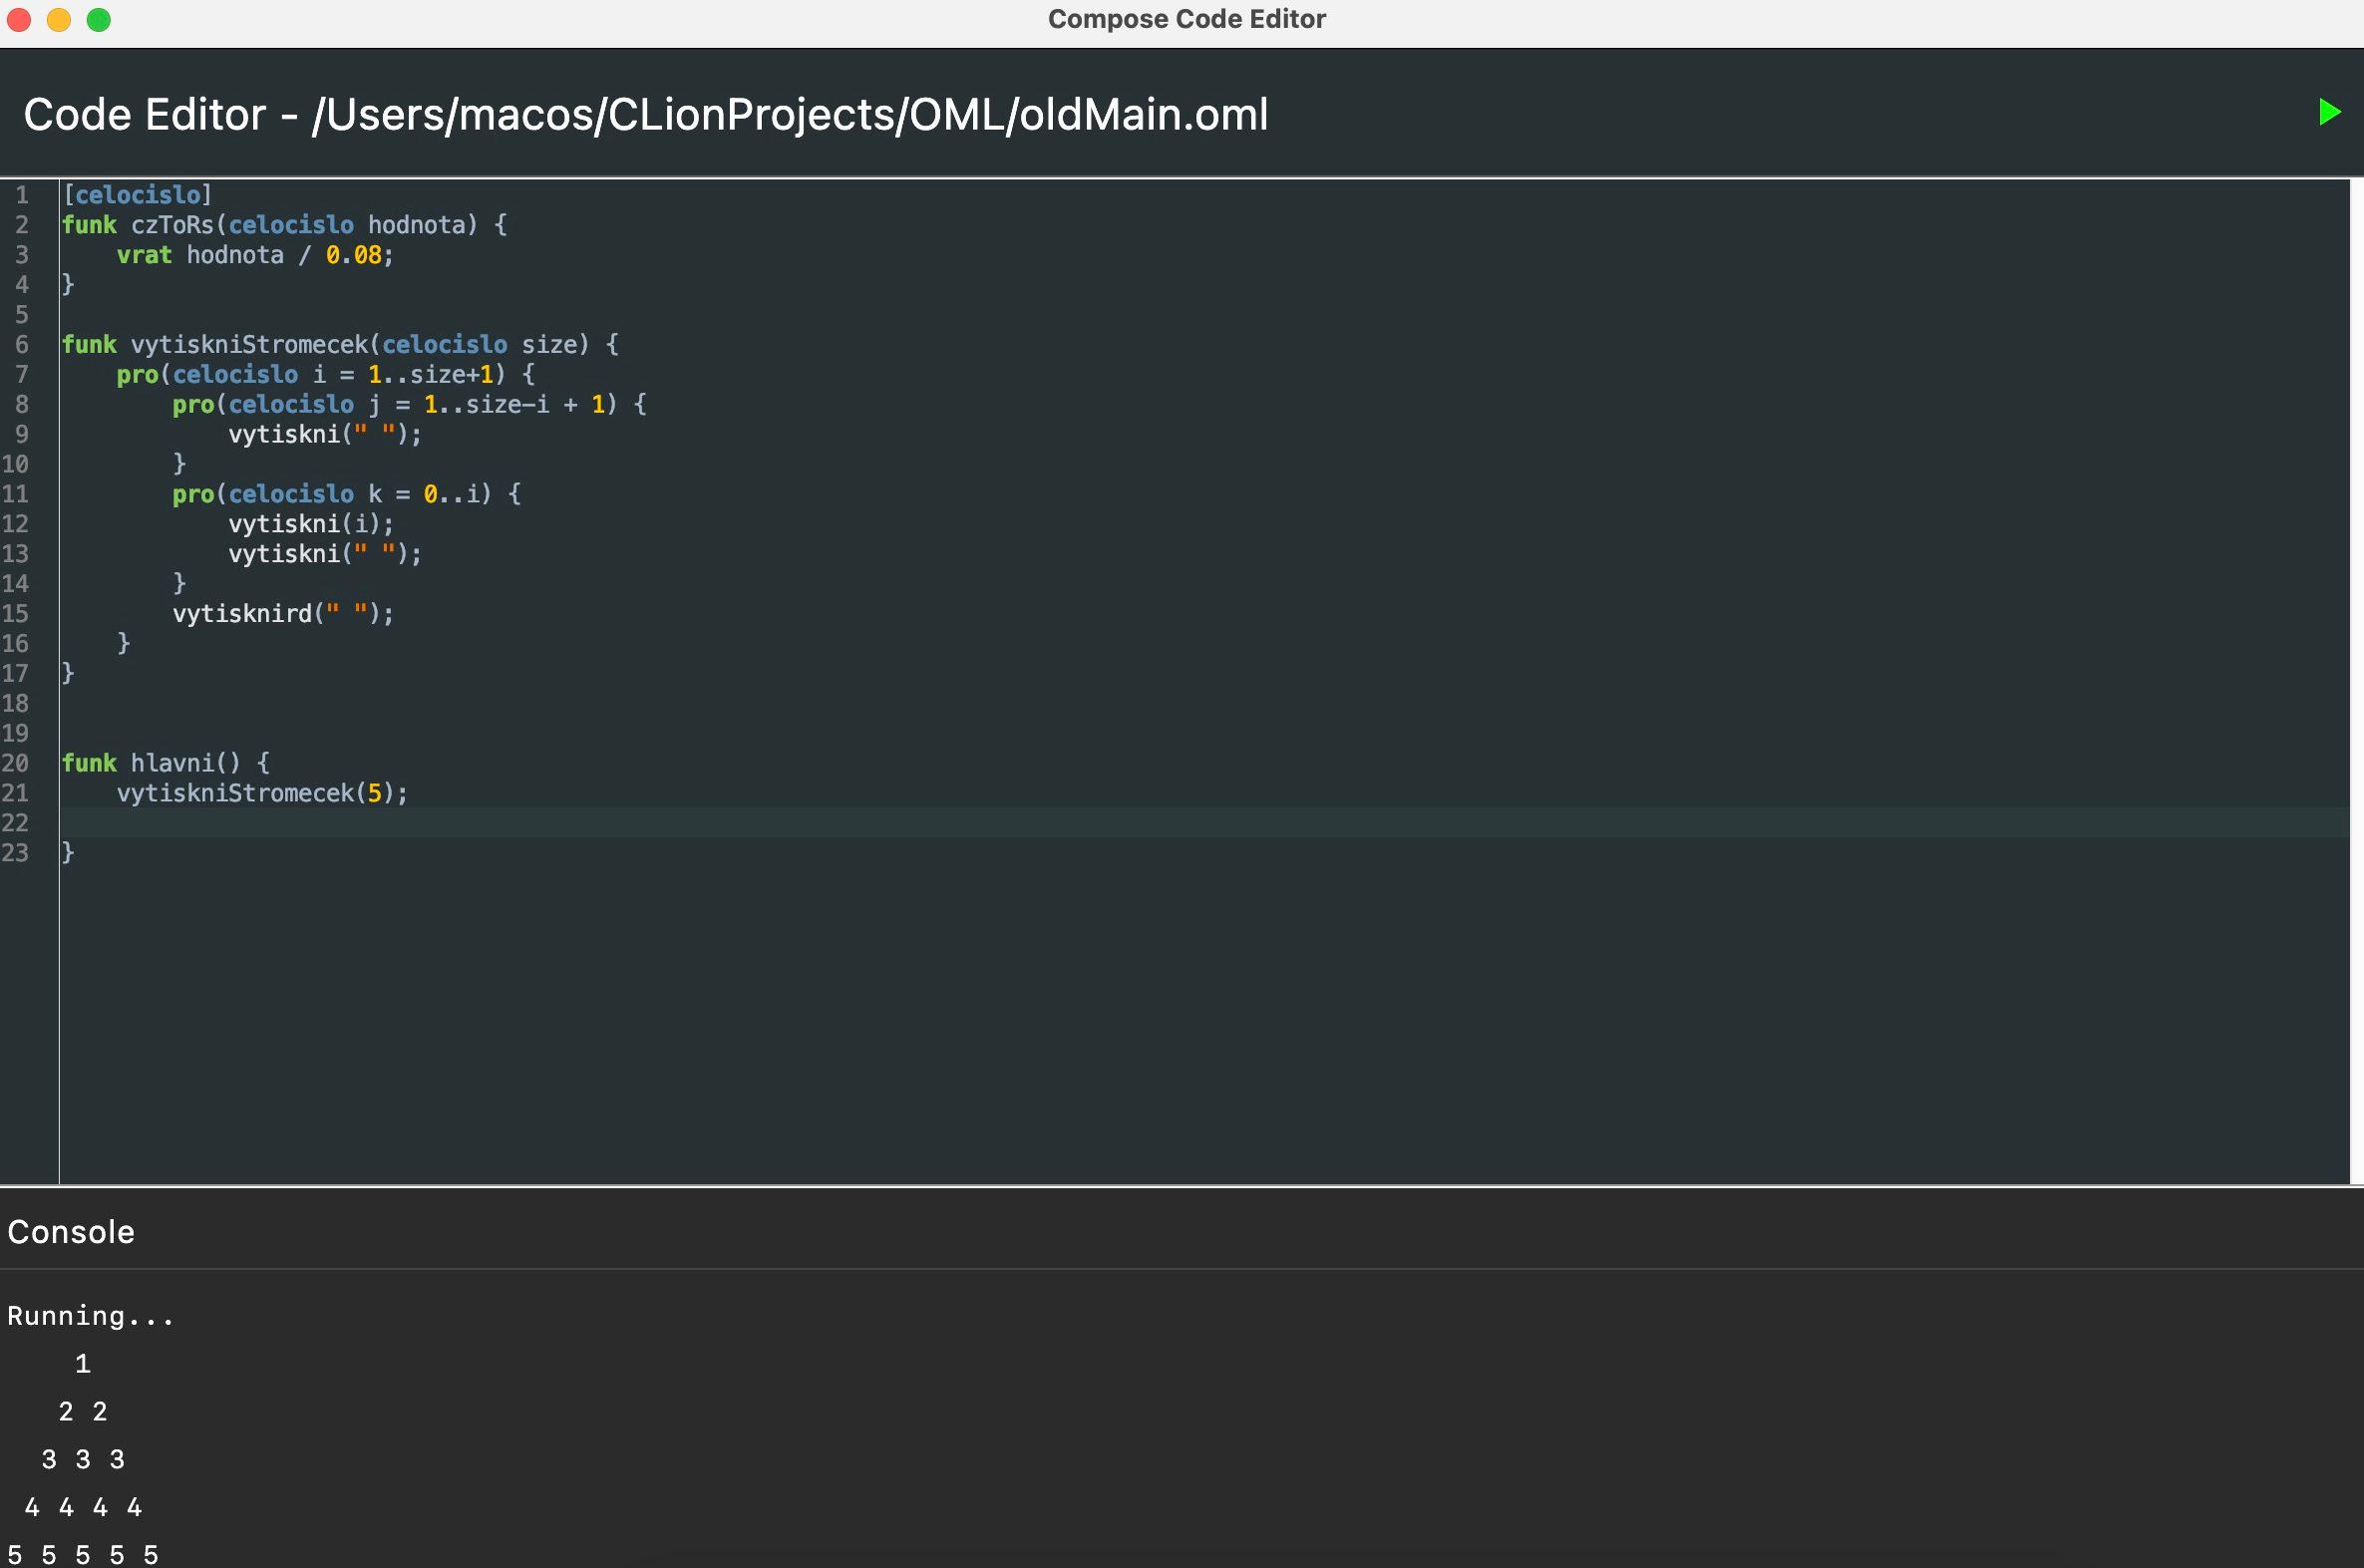 Compose Code Editor
Code Editor - /Users/macos/CLionProjects/OML/oldMain.oml
1 [celocislo]
2 funk czToRs(celocislo hodnota) {
3     vrat hodnota / 0.08;
4 }
5
6 funk vytiskniStromecek(celocislo size) {
7     pro(celocislo i = 1..size+1) {
8         pro(celocislo j = 1..size-i + 1) {
9             vytiskni(" ");
10         }
11         pro(celocislo k = 0..i) {
12             vytiskni(i);
13             vytiskni(" ");
14         }
15         vytisknird(" ");
16     }
17 }
18
19
20 funk hlavni() {
21     vytiskniStromecek(5);
22
23 }
Console
Running...
    1
   2 2
  3 3 3
 4 4 4 4
5 5 5 5 5